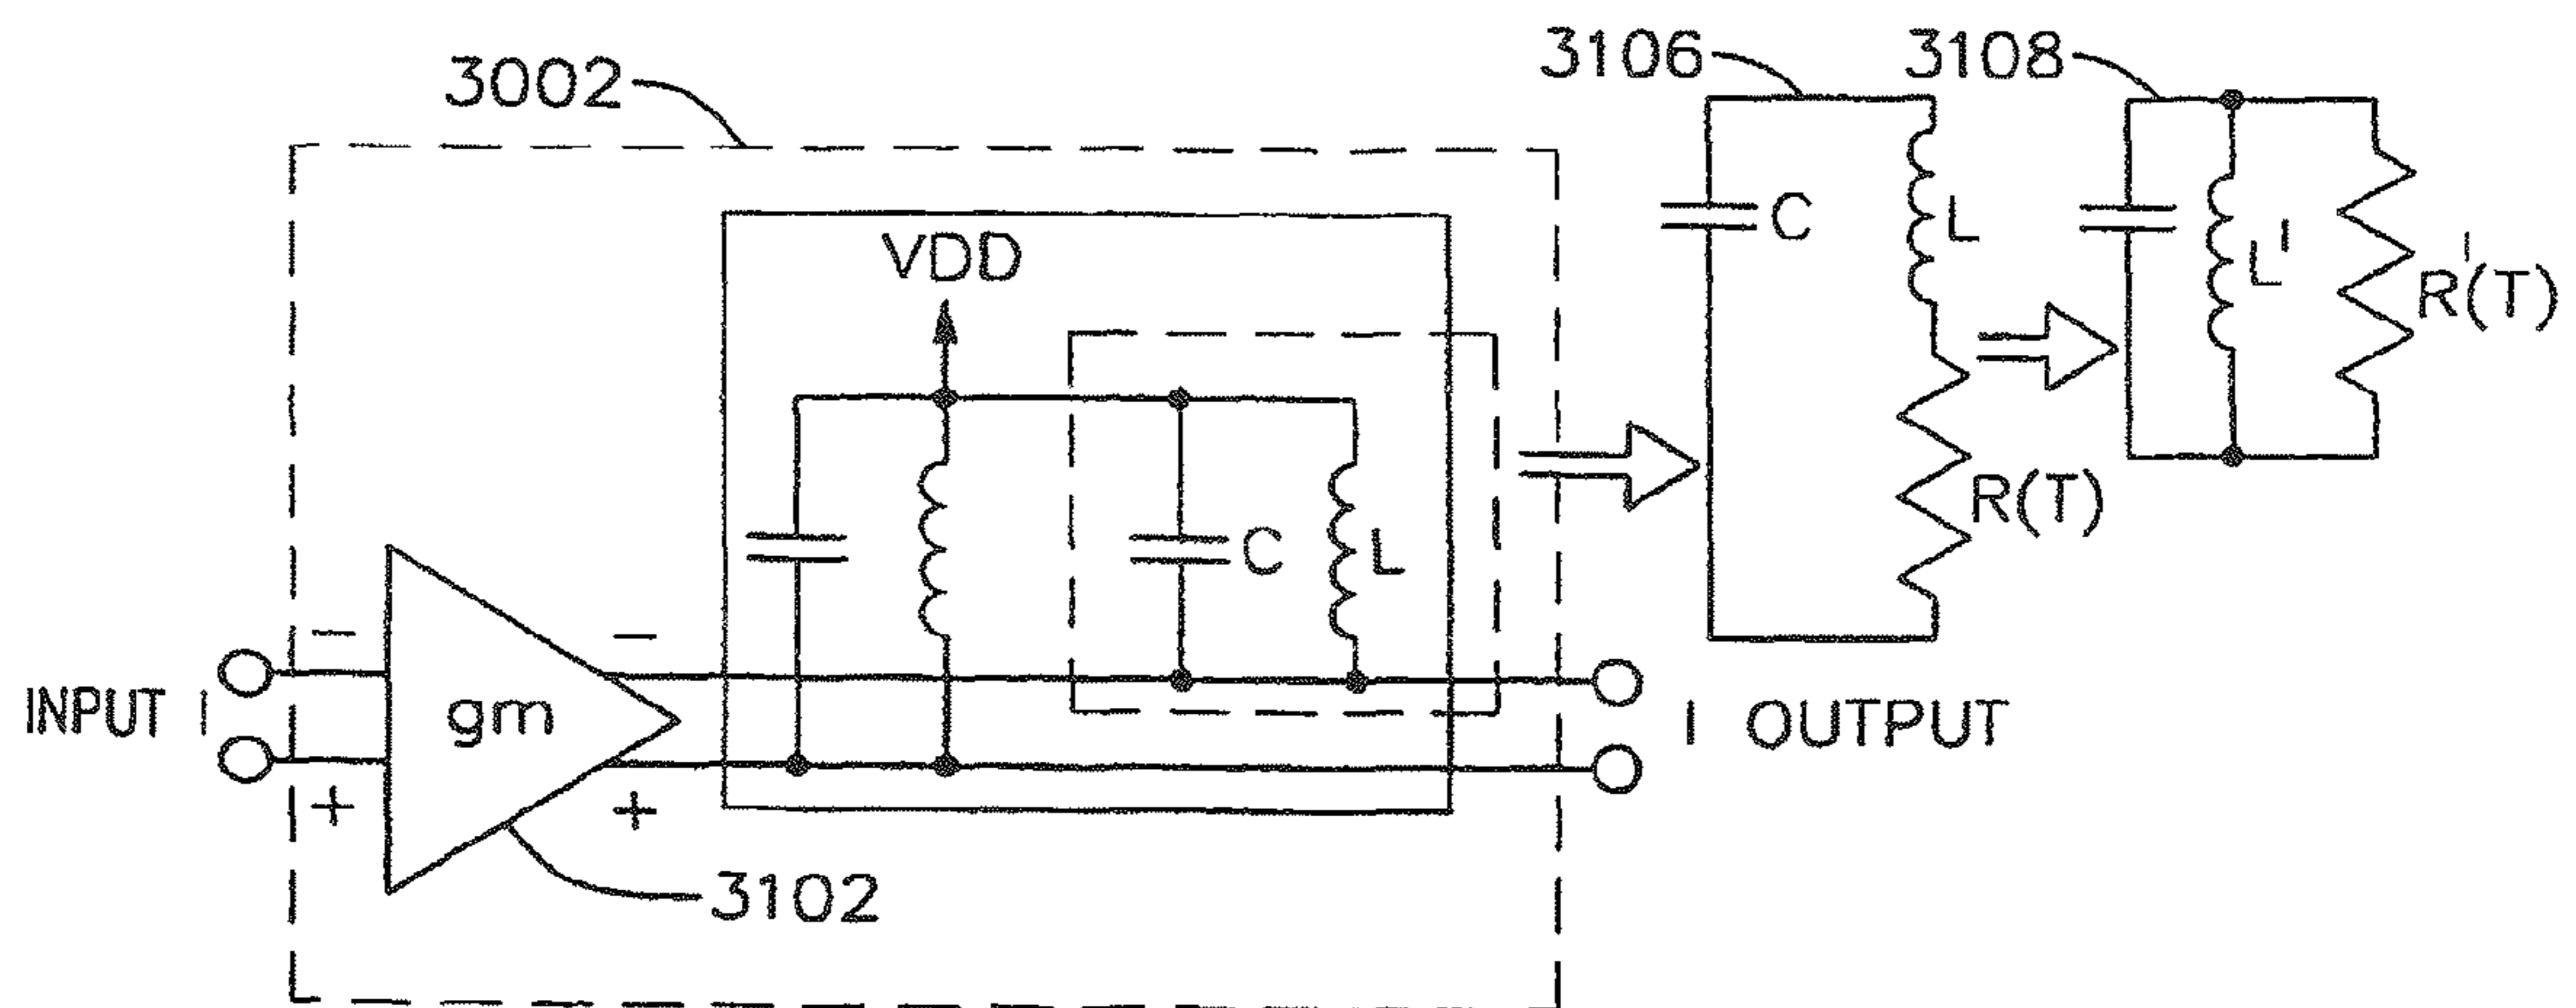 3002
3106
3108
VDD
C
L
L'
R'(T)
R(T)
C
L
INPUT I
gm
−
+
−
+
I OUTPUT
3102